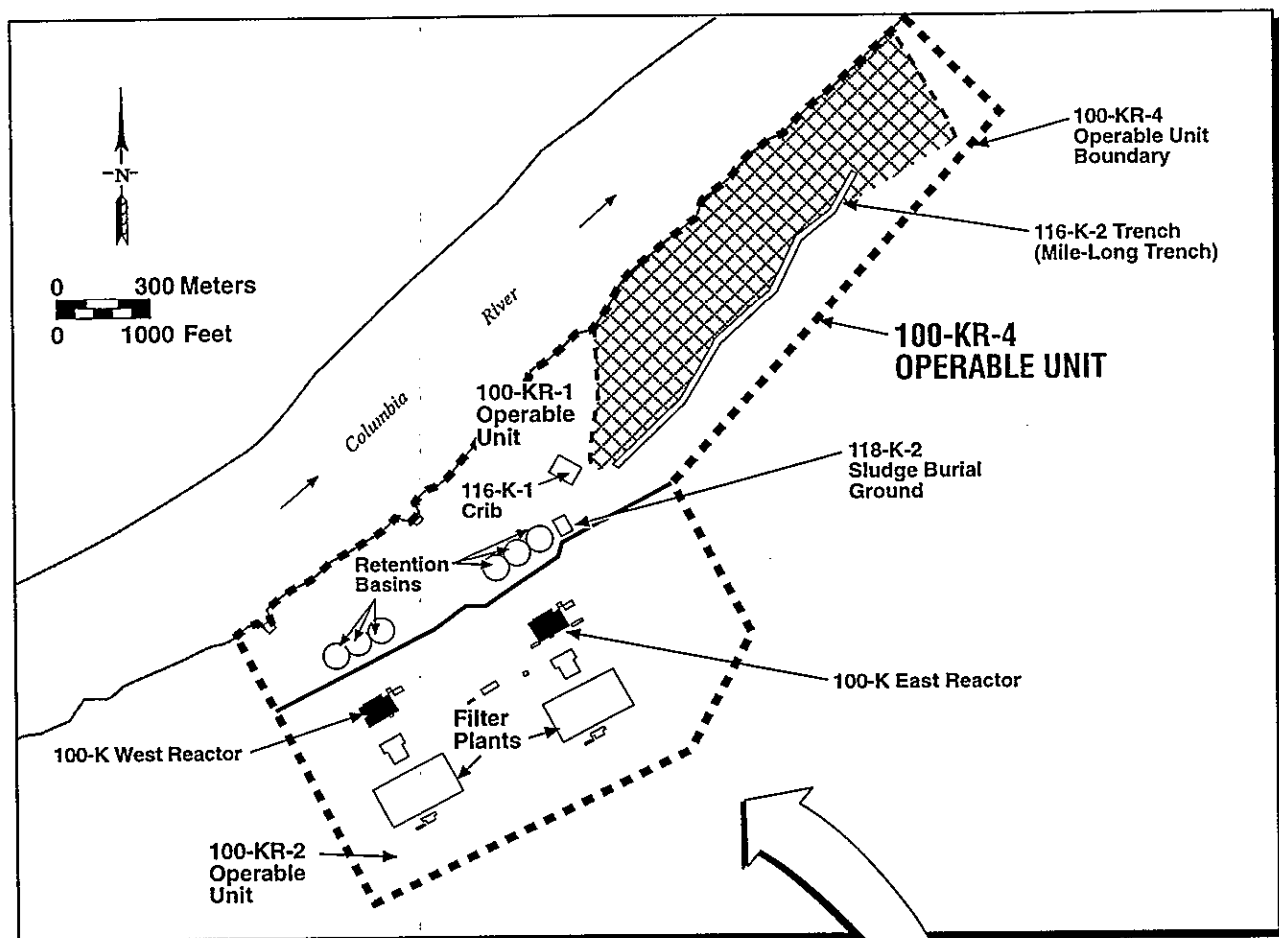 N
0 300 Meters
0 1000 Feet
Columbia
River
100-KR-4
Operable Unit
Boundary
116-K-2 Trench
(Mile-Long Trench)
100-KR-4
OPERABLE UNIT
100-KR-1
Operable
Unit
116-K-1
Crib
118-K-2
Sludge Burial
Ground
Retention
Basins
100-K East Reactor
Filter
Plants
100-K West Reactor
100-KR-2
Operable
Unit